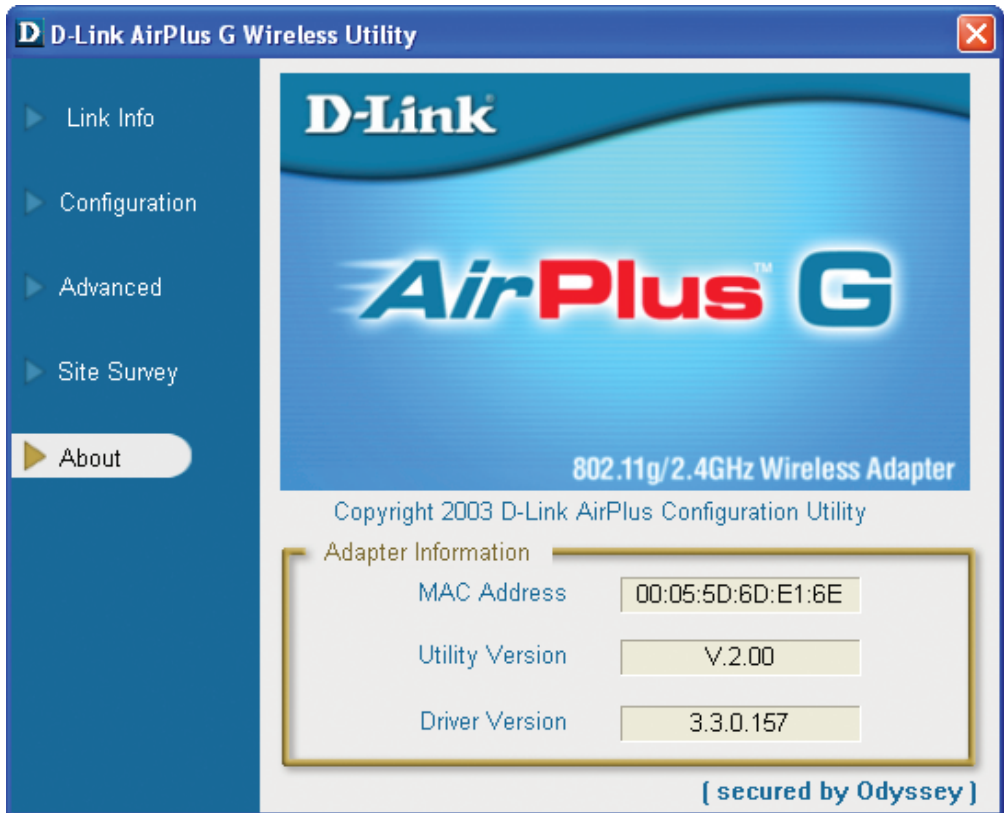 D D-Link AirPlus G Wireless Utility
Link Info
Configuration
Advanced
Site Survey
About
D-Link
AirPlus™ G
802.11g/2.4GHz Wireless Adapter
Copyright 2003 D-Link AirPlus Configuration Utility
Adapter Information
MAC Address 00:05:5D:6D:E1:6E
Utility Version V.2.00
Driver Version 3.3.0.157
( secured by Odyssey )